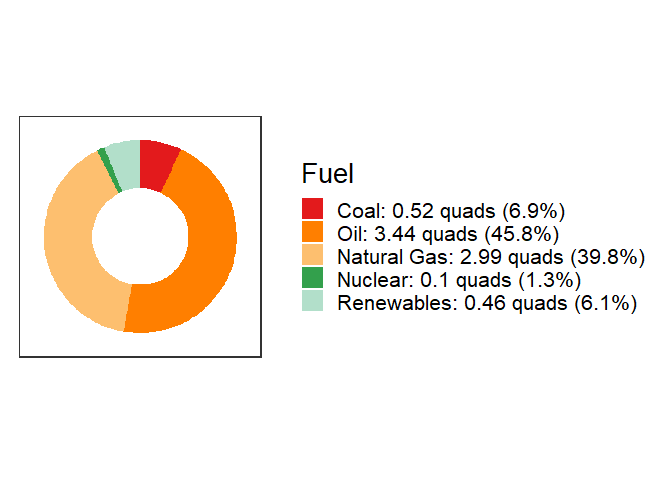 Fuel
Coal: 0.52 quads (6.9%)
Oil: 3.44 quads (45.8%)
Natural Gas: 2.99 quads (39.8%)
Nuclear: 0.1 quads (1.3%)
Renewables: 0.46 quads (6.1%)